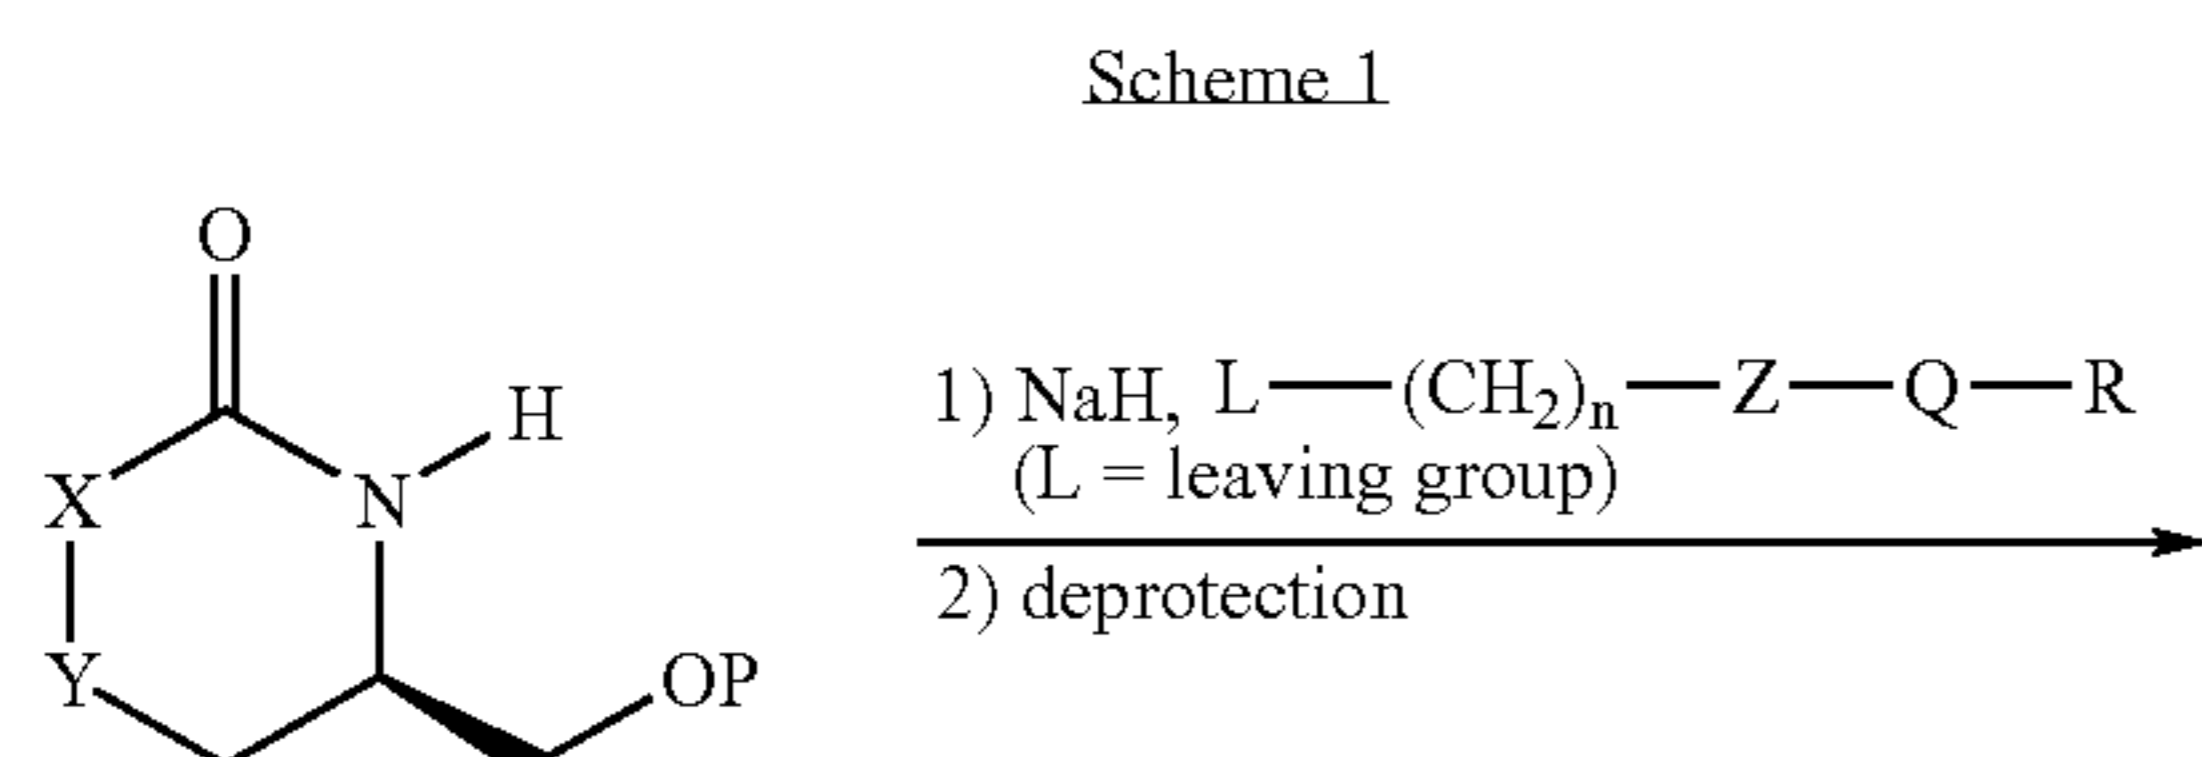 Scheme 1
O
H
X
N
Y
OP
1) NaH, L—(CH₂)ₙ—Z—Q—R
(L = leaving group)
2) deprotection